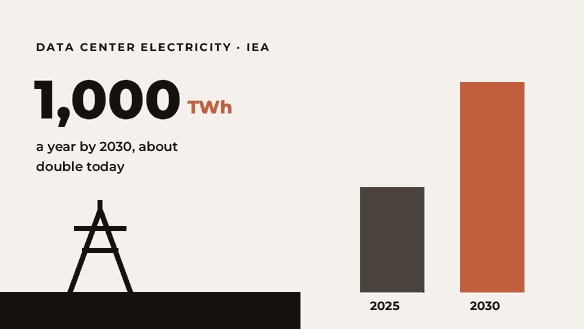 DATA CENTER ELECTRICITY · IEA
1,000 TWh
a year by 2030, about
double today
2025 2030